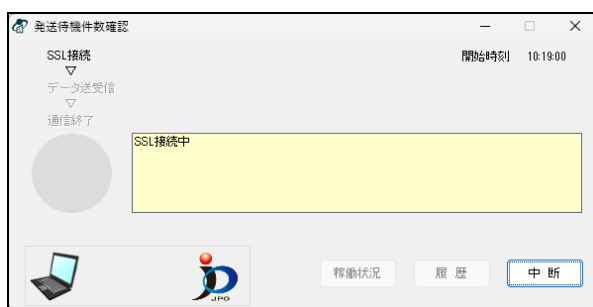 発送待機件数確認
SSL接続
開始時刻 10:19:00
▽
データ送受信
▽
通信終了
SSL接続中
JPO
稼働状況
履 歴
中 断